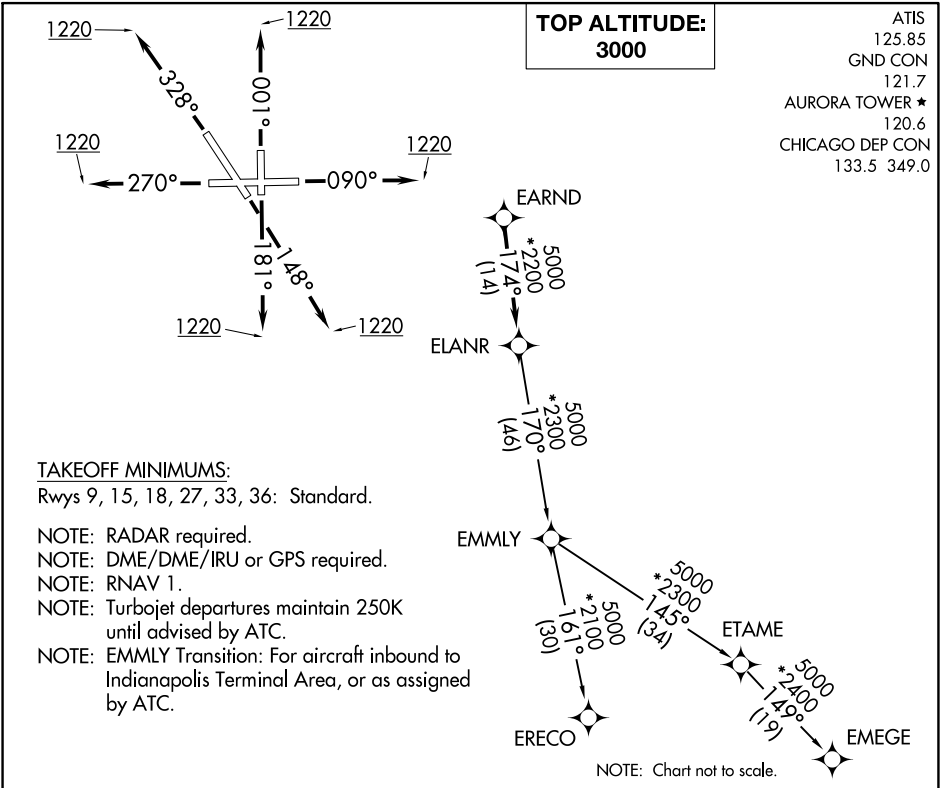 TOP ALTITUDE:
3000
ATIS
125.85
GND CON
121.7
AURORA TOWER ★
120.6
CHICAGO DEP CON
133.5 349.0
1220
1220
328°
001°
1220
1220
270°
090°
181°
148°
1220
1220
EARND
5000
*2200
174°
(14)
ELANR
5000
*2300
170°
(46)
EMMLY
5000
*2300
145°
(34)
5000
*2100
161°
(30)
ETAME
5000
*2400
149°
(19)
ERECO
EMEGE
TAKEOFF MINIMUMS:
Rwys 9, 15, 18, 27, 33, 36: Standard.
NOTE: RADAR required.
NOTE: DME/DME/IRU or GPS required.
NOTE: RNAV 1.
NOTE: Turbojet departures maintain 250K
until advised by ATC.
NOTE: EMMLY Transition: For aircraft inbound to
Indianapolis Terminal Area, or as assigned
by ATC.
NOTE: Chart not to scale.